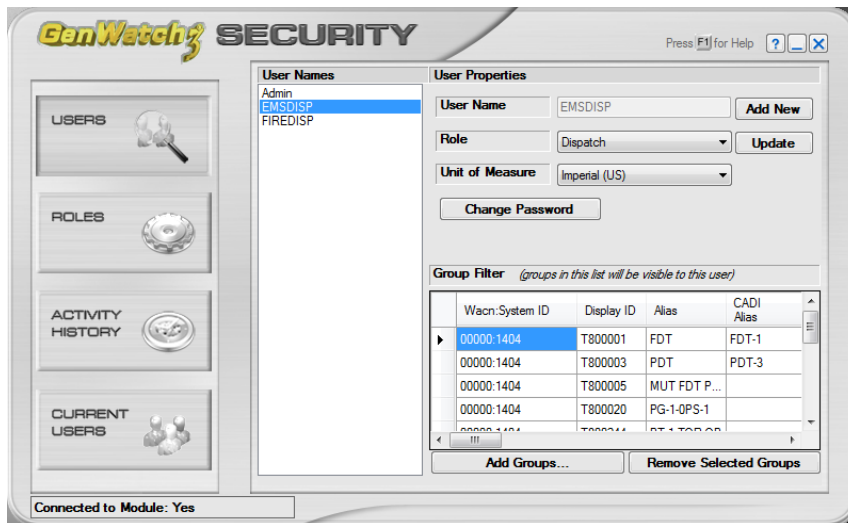 GenWatch3 SECURITY
Press F1 for Help ? _ X
USERS
ROLES
ACTIVITY
HISTORY
CURRENT
USERS
User Names
Admin
EMSDISP
FIREDISP
User Properties
User Name EMSDISP Add New
Role Dispatch Update
Unit of Measure Imperial (US)
Change Password
Group Filter (groups in this list will be visible to this user)
Wacn:System ID Display ID Alias CADI Alias
00000:1404 T800001 FDT FDT-1
00000:1404 T800003 PDT PDT-3
00000:1404 T800005 MUT FDT P...
00000:1404 T800020 PG-1-0PS-1
Add Groups... Remove Selected Groups
Connected to Module: Yes